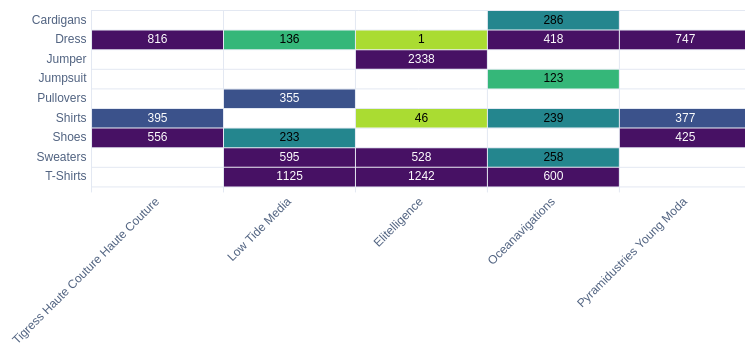 Cardigans 286
Dress 816 136 1 418 747
Jumper 2338
Jumpsuit 123
Pullovers 355
Shirts 395 46 239 377
Shoes 556 233 425
Sweaters 595 528 258
T-Shirts 1125 1242 600
Tigress Haute Couture Haute Couture
Low Tide Media
Elitelligence
Oceanavigations
Pyramidustries Young Moda